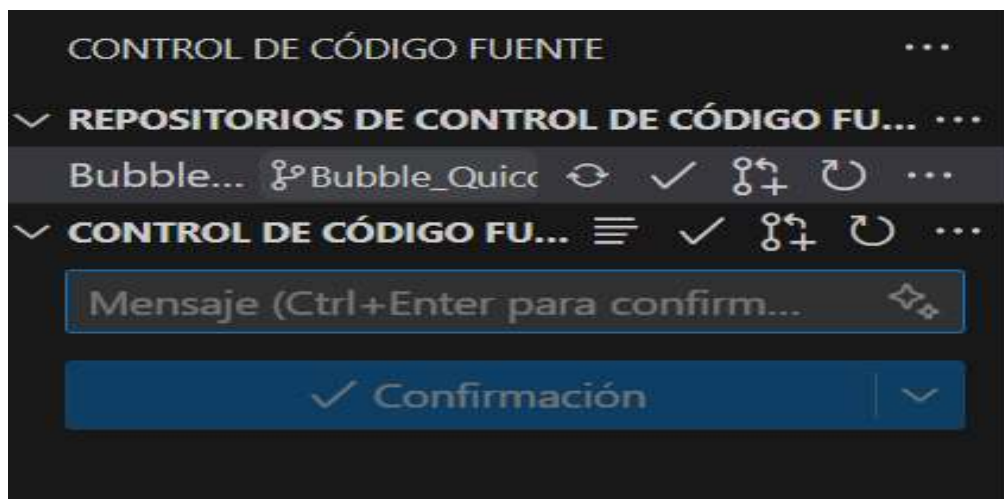 CONTROL DE CÓDIGO FUENTE ...
REPOSITORIOS DE CONTROL DE CÓDIGO FU... ...
Bubble... Bubble_Quicc ...
CONTROL DE CÓDIGO FU... ...
Mensaje (Ctrl+Enter para confirm...
Confirmación